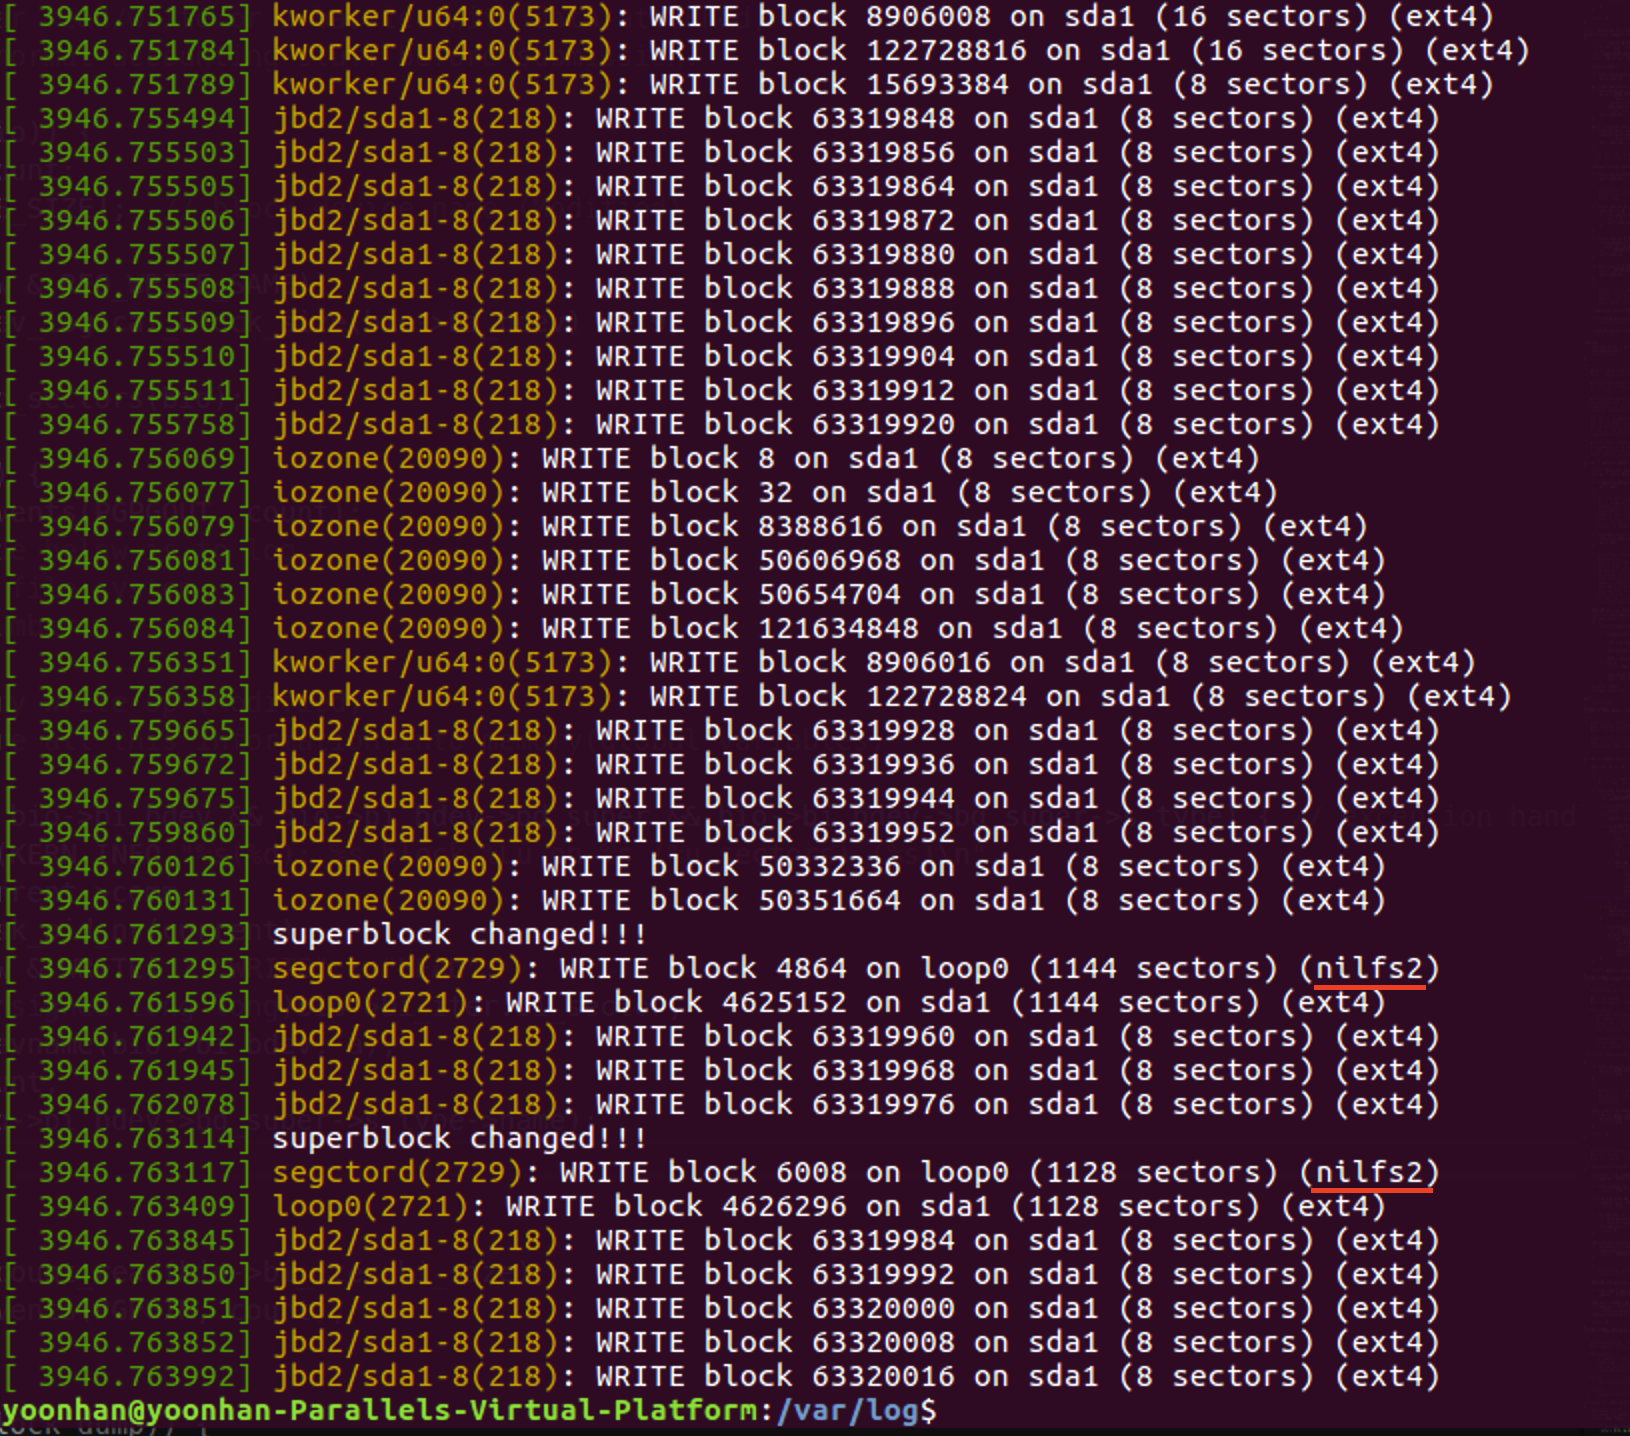 [ 3946.751765] kworker/u64:0(5173): WRITE block 8906008 on sda1 (16 sectors) (ext4)
[ 3946.751784] kworker/u64:0(5173): WRITE block 122728816 on sda1 (16 sectors) (ext4)
[ 3946.751789] kworker/u64:0(5173): WRITE block 15693384 on sda1 (8 sectors) (ext4)
[ 3946.755494] jbd2/sda1-8(218): WRITE block 63319848 on sda1 (8 sectors) (ext4)
[ 3946.755503] jbd2/sda1-8(218): WRITE block 63319856 on sda1 (8 sectors) (ext4)
[ 3946.755505] jbd2/sda1-8(218): WRITE block 63319864 on sda1 (8 sectors) (ext4)
[ 3946.755506] jbd2/sda1-8(218): WRITE block 63319872 on sda1 (8 sectors) (ext4)
[ 3946.755507] jbd2/sda1-8(218): WRITE block 63319880 on sda1 (8 sectors) (ext4)
[ 3946.755508] jbd2/sda1-8(218): WRITE block 63319888 on sda1 (8 sectors) (ext4)
[ 3946.755509] jbd2/sda1-8(218): WRITE block 63319896 on sda1 (8 sectors) (ext4)
[ 3946.755510] jbd2/sda1-8(218): WRITE block 63319904 on sda1 (8 sectors) (ext4)
[ 3946.755511] jbd2/sda1-8(218): WRITE block 63319912 on sda1 (8 sectors) (ext4)
[ 3946.755758] jbd2/sda1-8(218): WRITE block 63319920 on sda1 (8 sectors) (ext4)
[ 3946.756069] iozone(20090): WRITE block 8 on sda1 (8 sectors) (ext4)
[ 3946.756077] iozone(20090): WRITE block 32 on sda1 (8 sectors) (ext4)
[ 3946.756079] iozone(20090): WRITE block 8388616 on sda1 (8 sectors) (ext4)
[ 3946.756081] iozone(20090): WRITE block 50606968 on sda1 (8 sectors) (ext4)
[ 3946.756083] iozone(20090): WRITE block 50654704 on sda1 (8 sectors) (ext4)
[ 3946.756084] iozone(20090): WRITE block 121634848 on sda1 (8 sectors) (ext4)
[ 3946.756351] kworker/u64:0(5173): WRITE block 8906016 on sda1 (8 sectors) (ext4)
[ 3946.756358] kworker/u64:0(5173): WRITE block 122728824 on sda1 (8 sectors) (ext4)
[ 3946.759665] jbd2/sda1-8(218): WRITE block 63319928 on sda1 (8 sectors) (ext4)
[ 3946.759672] jbd2/sda1-8(218): WRITE block 63319936 on sda1 (8 sectors) (ext4)
[ 3946.759675] jbd2/sda1-8(218): WRITE block 63319944 on sda1 (8 sectors) (ext4)
[ 3946.759860] jbd2/sda1-8(218): WRITE block 63319952 on sda1 (8 sectors) (ext4)
[ 3946.760126] iozone(20090): WRITE block 50332336 on sda1 (8 sectors) (ext4)
[ 3946.760131] iozone(20090): WRITE block 50351664 on sda1 (8 sectors) (ext4)
[ 3946.761293] superblock changed!!!
[ 3946.761295] segctord(2729): WRITE block 4864 on loop0 (1144 sectors) (nilfs2)
[ 3946.761596] loop0(2721): WRITE block 4625152 on sda1 (1144 sectors) (ext4)
[ 3946.761942] jbd2/sda1-8(218): WRITE block 63319960 on sda1 (8 sectors) (ext4)
[ 3946.761945] jbd2/sda1-8(218): WRITE block 63319968 on sda1 (8 sectors) (ext4)
[ 3946.762078] jbd2/sda1-8(218): WRITE block 63319976 on sda1 (8 sectors) (ext4)
[ 3946.763114] superblock changed!!!
[ 3946.763117] segctord(2729): WRITE block 6008 on loop0 (1128 sectors) (nilfs2)
[ 3946.763409] loop0(2721): WRITE block 4626296 on sda1 (1128 sectors) (ext4)
[ 3946.763845] jbd2/sda1-8(218): WRITE block 63319984 on sda1 (8 sectors) (ext4)
[ 3946.763850] jbd2/sda1-8(218): WRITE block 63319992 on sda1 (8 sectors) (ext4)
[ 3946.763851] jbd2/sda1-8(218): WRITE block 63320000 on sda1 (8 sectors) (ext4)
[ 3946.763852] jbd2/sda1-8(218): WRITE block 63320008 on sda1 (8 sectors) (ext4)
[ 3946.763992] jbd2/sda1-8(218): WRITE block 63320016 on sda1 (8 sectors) (ext4)
yoonhan@yoonhan-Parallels-Virtual-Platform:/var/log$